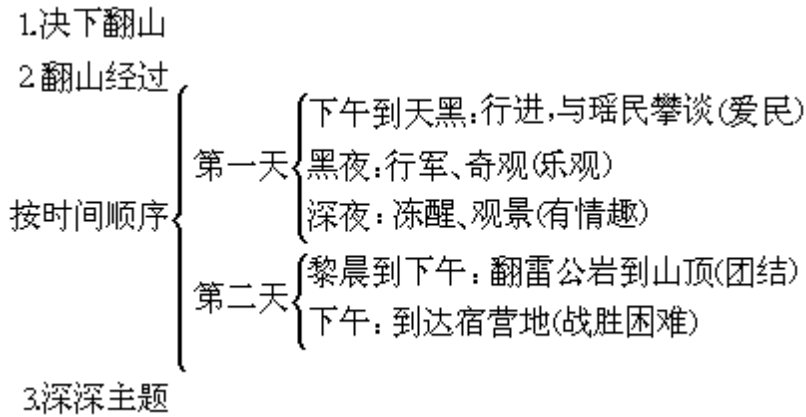 1.决下翻山
2.翻山经过
下午到天黑:行进,与瑶民攀谈(爱民)
第一天
黑夜:行军、奇观(乐观)
深夜:冻醒、观景(有情趣)
按时间顺序
黎晨到下午:翻雷公岩到山顶(团结)
第二天
下午:到达宿营地(战胜困难)
3.深深主题